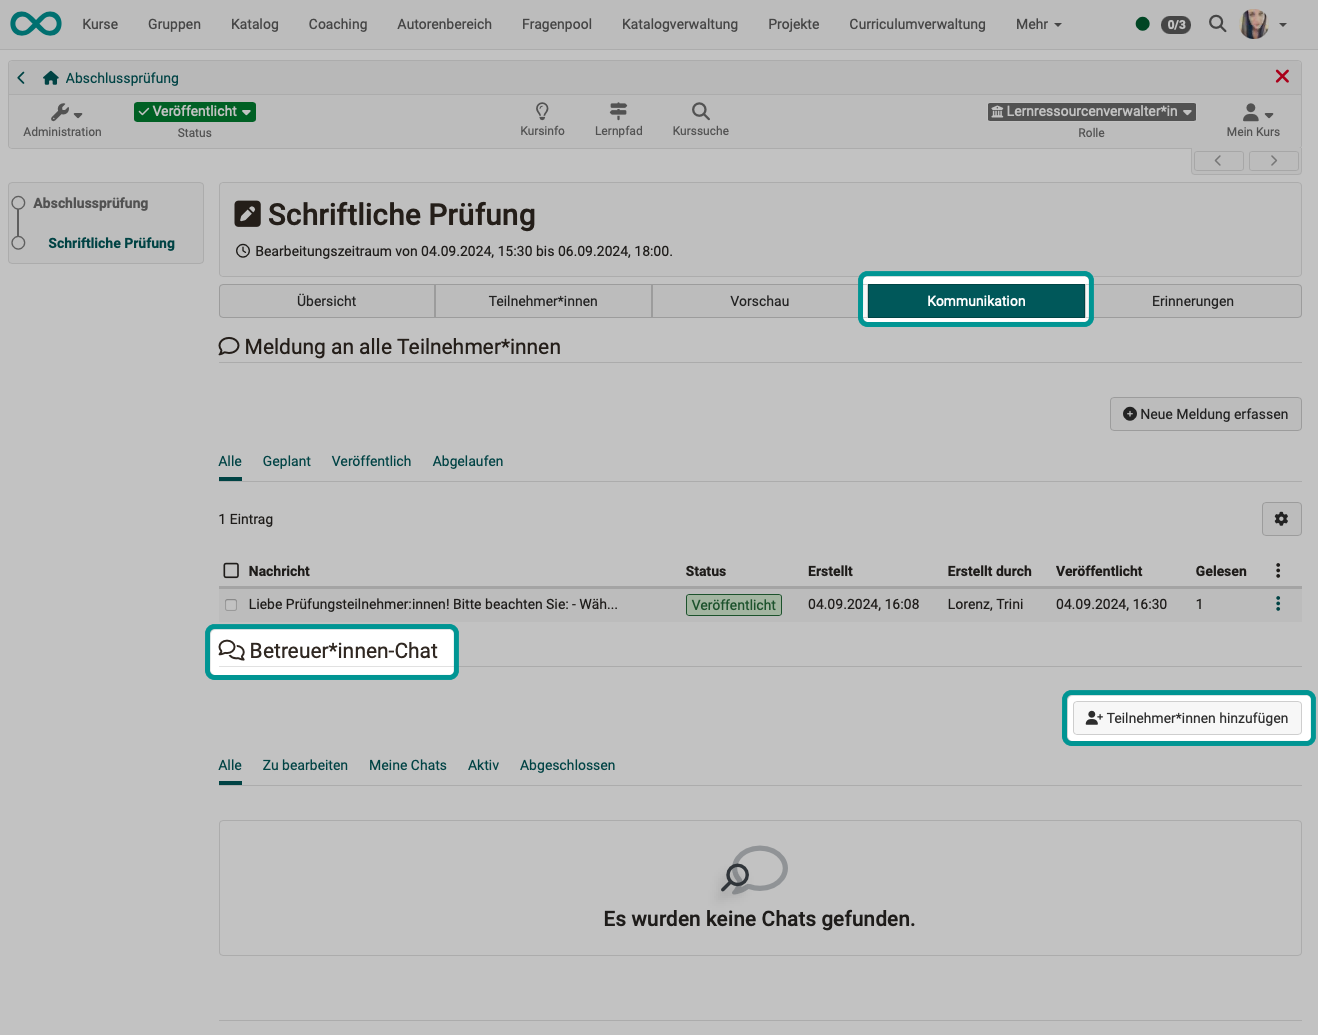 Kurse Gruppen Katalog Coaching Autorenbereich Fragenpool Katalogverwaltung Projekte Curriculumverwaltung Mehr 0/3
Abschlussprüfung
Administration
Veröffentlicht
Status
Kursinfo
Lernpfad
Kurssuche
Lernressourcenverwalter*in
Rolle
Mein Kurs
Abschlussprüfung
Schriftliche Prüfung
Schriftliche Prüfung
Bearbeitungszeitraum von 04.09.2024, 15:30 bis 06.09.2024, 18:00.
Übersicht Teilnehmer*innen Vorschau Kommunikation Erinnerungen
Meldung an alle Teilnehmer*innen
Neue Meldung erfassen
Alle Geplant Veröffentlich Abgelaufen
1 Eintrag
Nachricht Status Erstellt Erstellt durch Veröffentlicht Gelesen
Liebe Prüfungsteilnehmer:innen! Bitte beachten Sie: - Wäh... Veröffentlicht 04.09.2024, 16:08 Lorenz, Trini 04.09.2024, 16:30 1
Betreuer*innen-Chat
Teilnehmer*innen hinzufügen
Alle Zu bearbeiten Meine Chats Aktiv Abgeschlossen
Es wurden keine Chats gefunden.